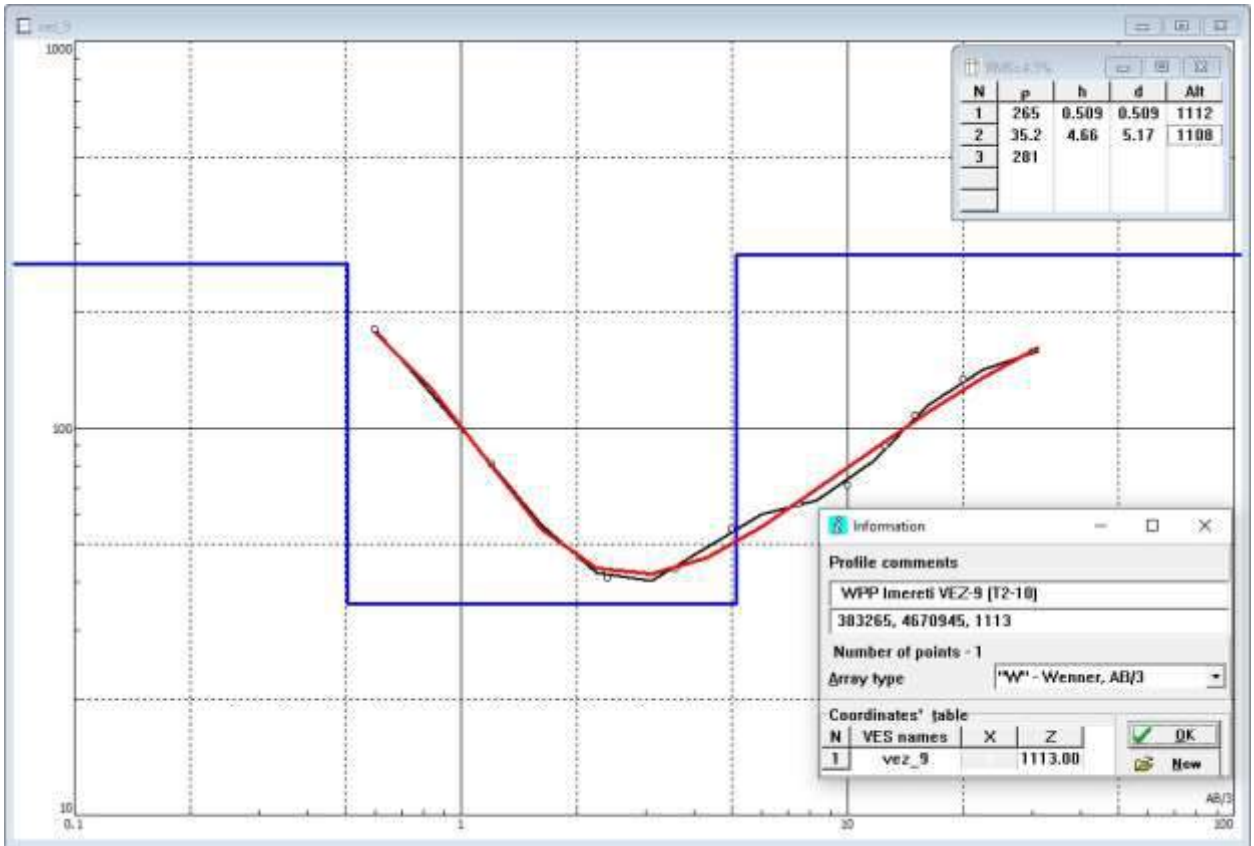 vez_9
1000
100
10
0.1
1
10
100
AB/3
N ρ h d Alt
1 265 0.509 0.509 1112
2 35.2 4.66 5.17 1108
3 281
Information
Profile comments
WPP Imereti VEZ-9 (T2-10)
383265, 4670945, 1113
Number of points - 1
Array type "W" - Wenner, AB/3
Coordinates' table
N VES names X Z
1 vez_9 1113.00
OK
New